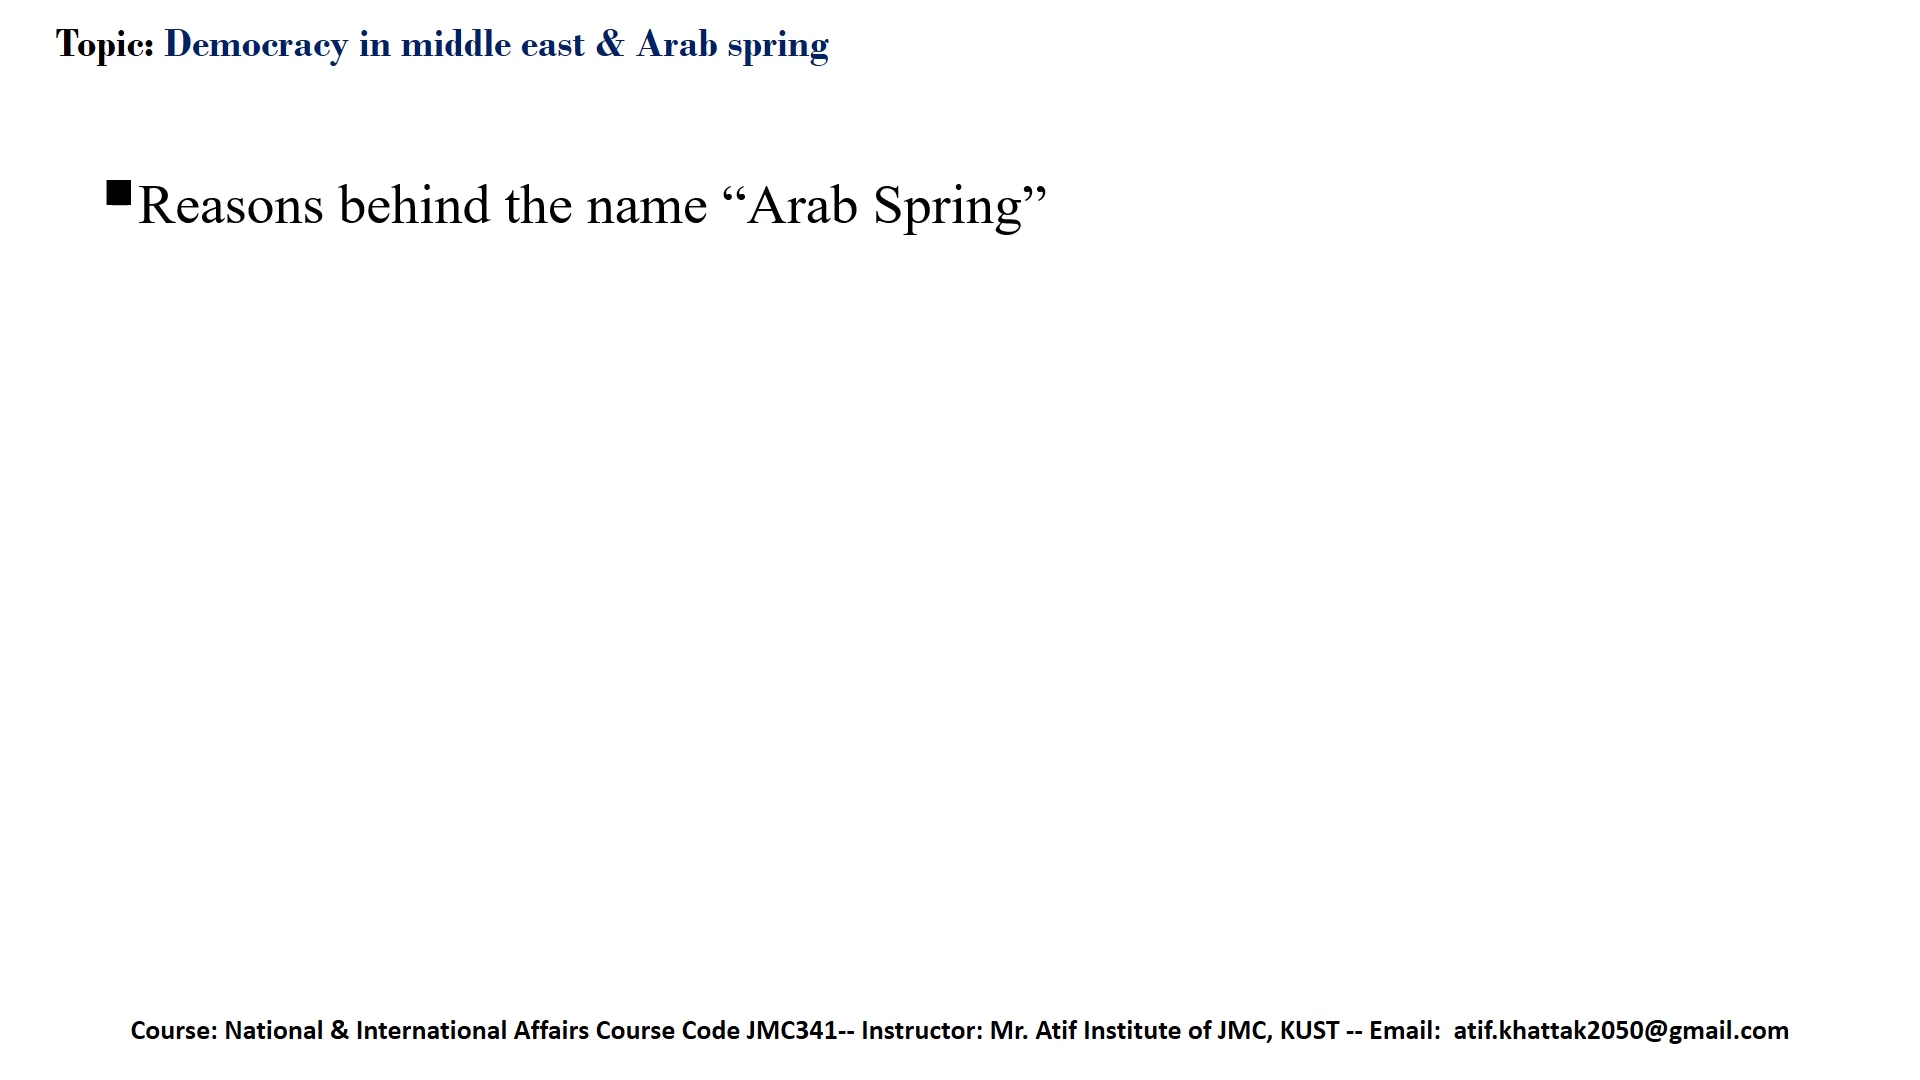 Topic: Democracy in middle east & Arab spring
▪Reasons behind the name “Arab Spring”
Course: National & International Affairs Course Code JMC341-- Instructor: Mr. Atif Institute of JMC, KUST -- Email:  atif.khattak2050@gmail.com